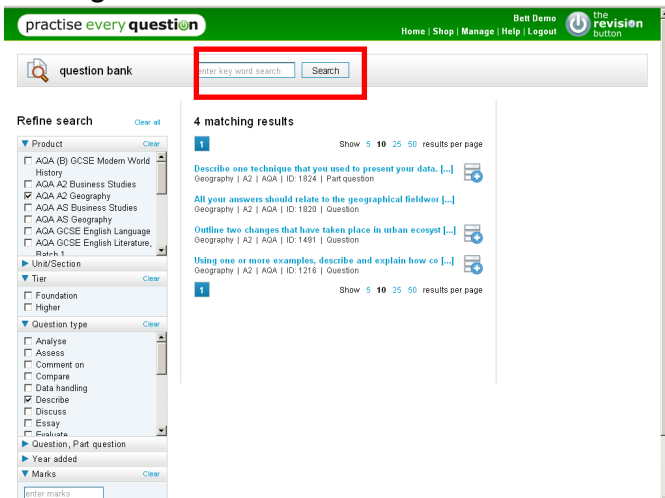 practise every question
Bett Demo
Home | Shop | Manage | Help | Logout
the
revision
button
question bank
enter key word search
Search
Refine search
Clear all
Product
Clear
AQA (B) GCSE Modern World
History
AQA A2 Business Studies
AQA A2 Geography
AQA AS Business Studies
AQA AS Geography
AQA GCSE English Language
AQA GCSE English Literature,
Batch 1
Unit/Section
Tier
Clear
Foundation
Higher
Question type
Clear
Analyse
Assess
Comment on
Compare
Data handling
Describe
Discuss
Essay
Evaluate
Question, Part question
Year added
Marks
Clear
enter marks
4 matching results
1
Show 5 10 25 50 results per page
Describe one technique that you used to present your data, [...]
Geography | A2 | AQA | ID: 1824 | Part question
All your answers should relate to the geographical fieldwor [...]
Geography | A2 | AQA | ID: 1820 | Question
Outline two changes that have taken place in urban ecosyst [...]
Geography | A2 | AQA | ID: 1491 | Question
Using one or more examples, describe and explain how co [...]
Geography | A2 | AQA | ID: 1216 | Question
1
Show 5 10 25 50 results per page